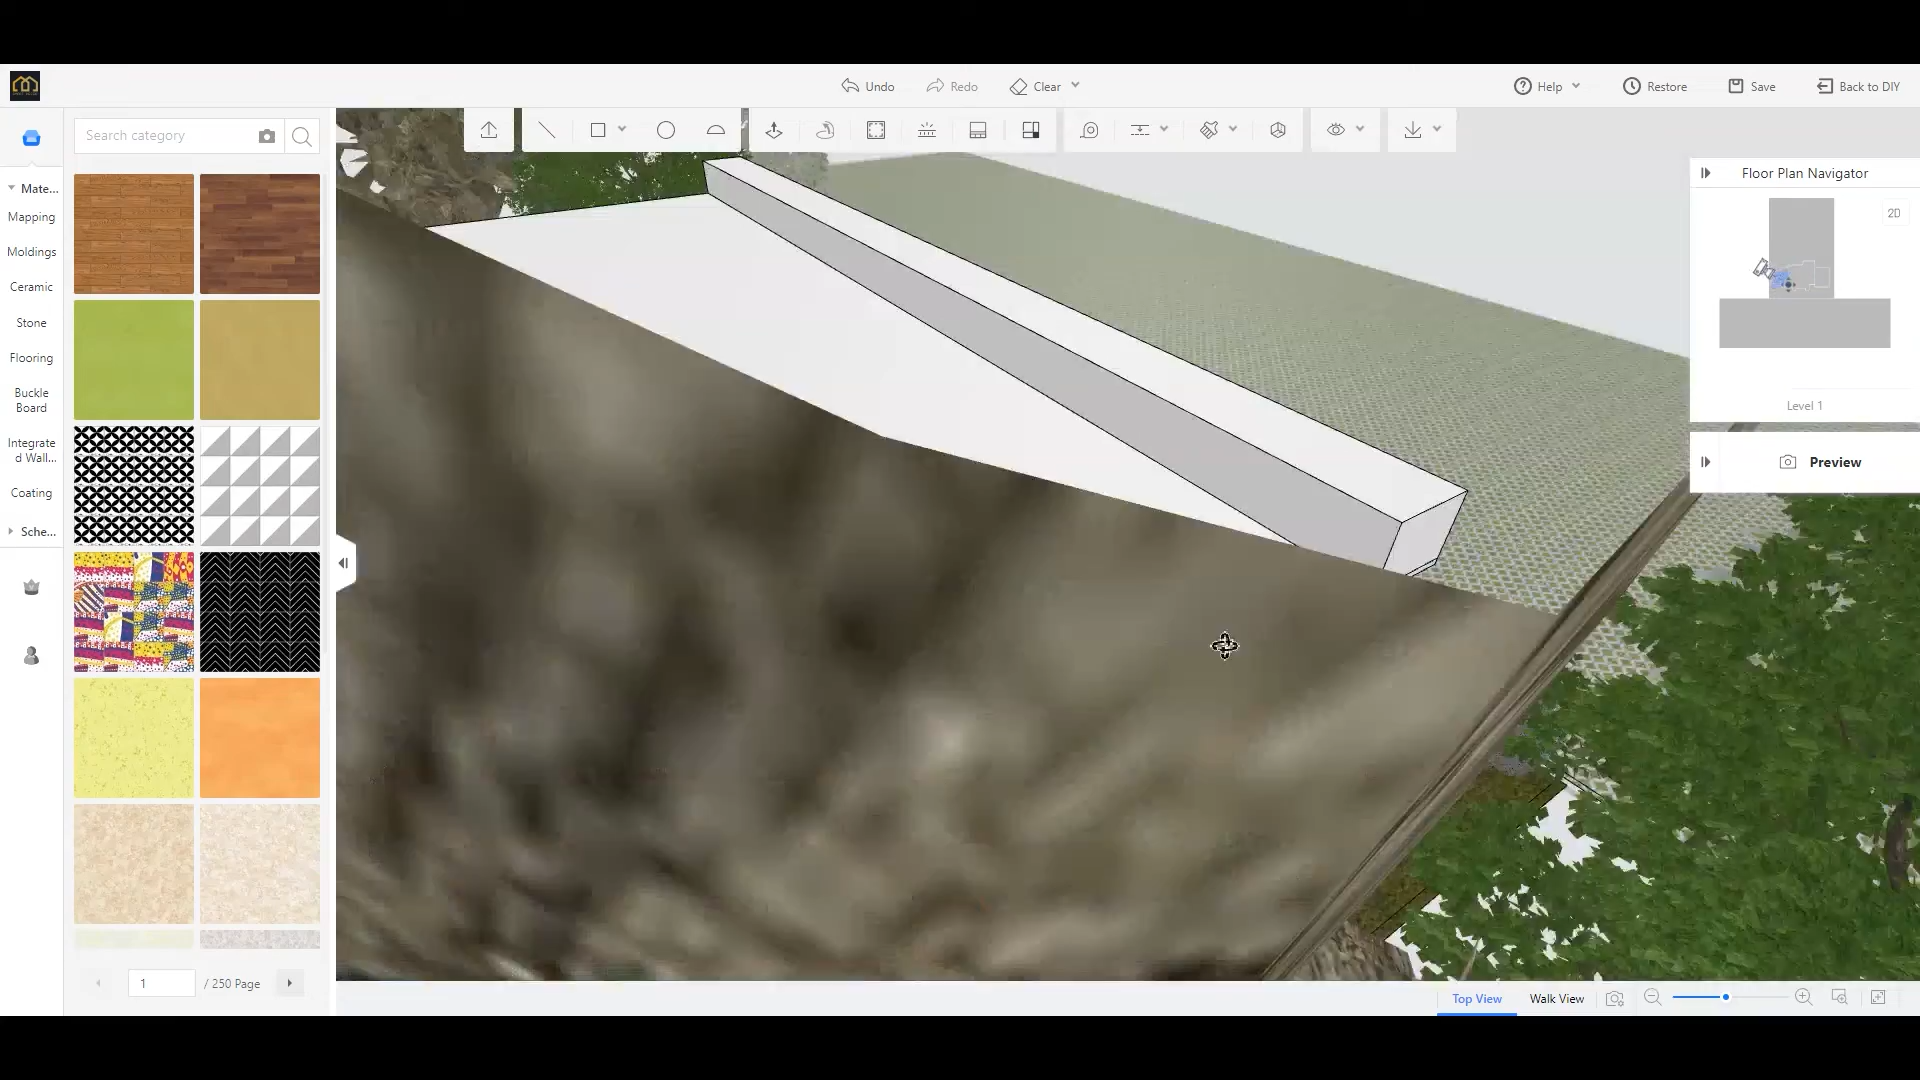 Undo
Redo
Clear
Help
Restore
Save
Back to DIY
Search category
Mate...
Mapping
Moldings
Ceramic
Stone
Flooring
Buckle
Board
Integrate
d Wall...
Coating
Sche...
Floor Plan Navigator
2D
Level 1
Preview
1
/ 250 Page
Top View
Walk View